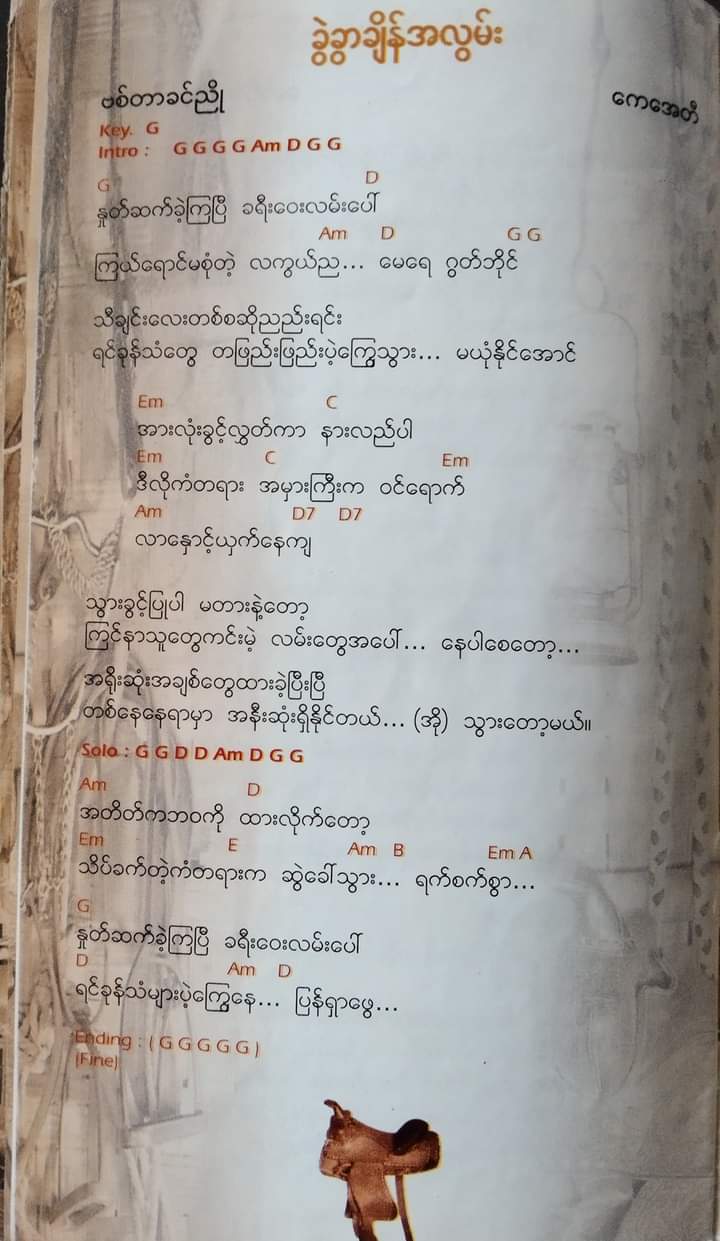 ခွဲခွာချိန်အလွမ်း
ဗစ်တာခင်ညို ကေအေတီ
Key. G
Intro : G G G G Am D G G
G D
နှုတ်ဆက်ခဲ့ကြပြီ ခရီးဝေးလမ်းပေါ်
Am D G G
ကြယ်ရောင်မစုံတဲ့ လကွယ်ည... မေရေ ဂွတ်ဘိုင်
သီချင်းလေးတစ်စဆိုညည်းရင်း
ရင်ခုန်သံတွေ တဖြည်းဖြည်းပဲ့ကြွေသွား... မယုံနိုင်အောင်
Em C
အားလုံးခွင့်လွှတ်ကာ နားလည်ပါ
Em C Em
ဒီလိုကံတရား အမှားကြီးက ဝင်ရောက်
Am D7 D7
လာနှောင့်ယှက်နေကျ
သွားခွင့်ပြုပါ မတားနဲ့တော့
ကြင်နာသူတွေကင်းမဲ့ လမ်းတွေအပေါ်... နေပါစေတော့...
အရိုးဆုံးအချစ်တွေထားခဲ့ပြီးပြီ
တစ်နေနေရာမှာ အနီးဆုံးရှိနိုင်တယ်... (အို) သွားတော့မယ်။
Solo : G G D D Am D G G
Am D
အတိတ်ကဘဝကို ထားလိုက်တော့
Em E Am B Em A
သိပ်ခက်တဲ့ကံတရားက ဆွဲခေါ်သွား... ရက်စက်စွာ...
G
နှုတ်ဆက်ခဲ့ကြပြီ ခရီးဝေးလမ်းပေါ်
D Am D
ရင်ခုန်သံများပဲ့ကြွေနေ... ပြန်ရှာဖွေ...
Ending : ( G G G G G )
(Fine)